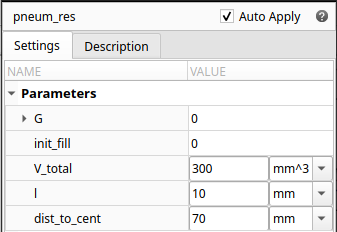 pneum_res Auto Apply ?
Settings Description
NAME VALUE
Parameters
G 0
init_fill 0
V_total 300 mm^3
l 10 mm
dist_to_cent 70 mm